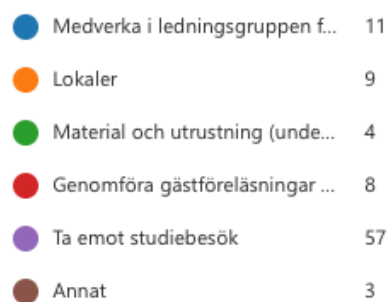 Medverka i ledningsgruppen f... 11
Lokaler 9
Material och utrustning (unde... 4
Genomföra gästföreläsningar ... 8
Ta emot studiebesök 57
Annat 3